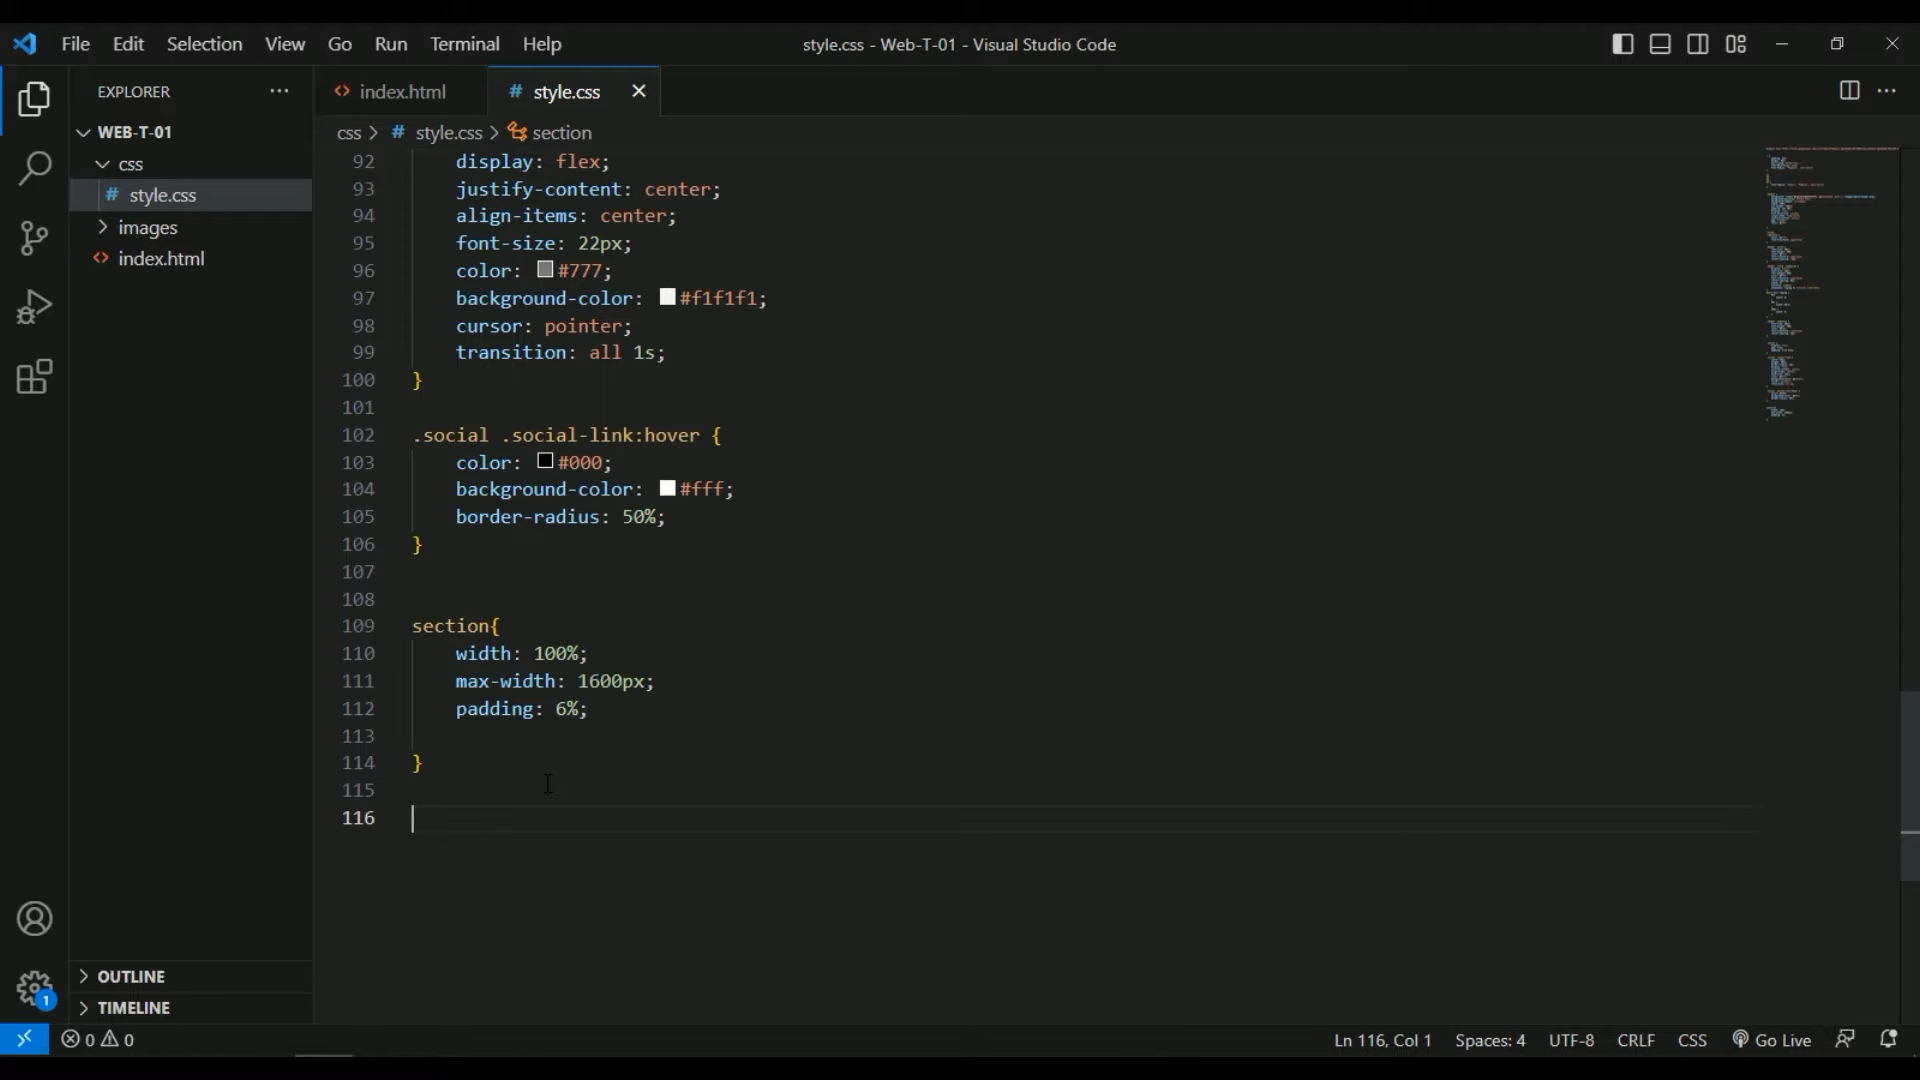 File Edit Selection View Go Run Terminal Help
style.css - Web-T-01 - Visual Studio Code
EXPLORER
WEB-T-01
css
# style.css
images
<> index.html
OUTLINE
TIMELINE
<> index.html # style.css
css > # style.css > section
92 display: flex;
93 justify-content: center;
94 align-items: center;
95 font-size: 22px;
96 color: #777;
97 background-color: #f1f1f1;
98 cursor: pointer;
99 transition: all 1s;
100 }
101
102 .social .social-link:hover {
103 color: #000;
104 background-color: #fff;
105 border-radius: 50%;
106 }
107
108
109 section{
110 width: 100%;
111 max-width: 1600px;
112 padding: 6%;
113
114 }
115
116
1
0 0
Ln 116, Col 1 Spaces: 4 UTF-8 CRLF CSS Go Live